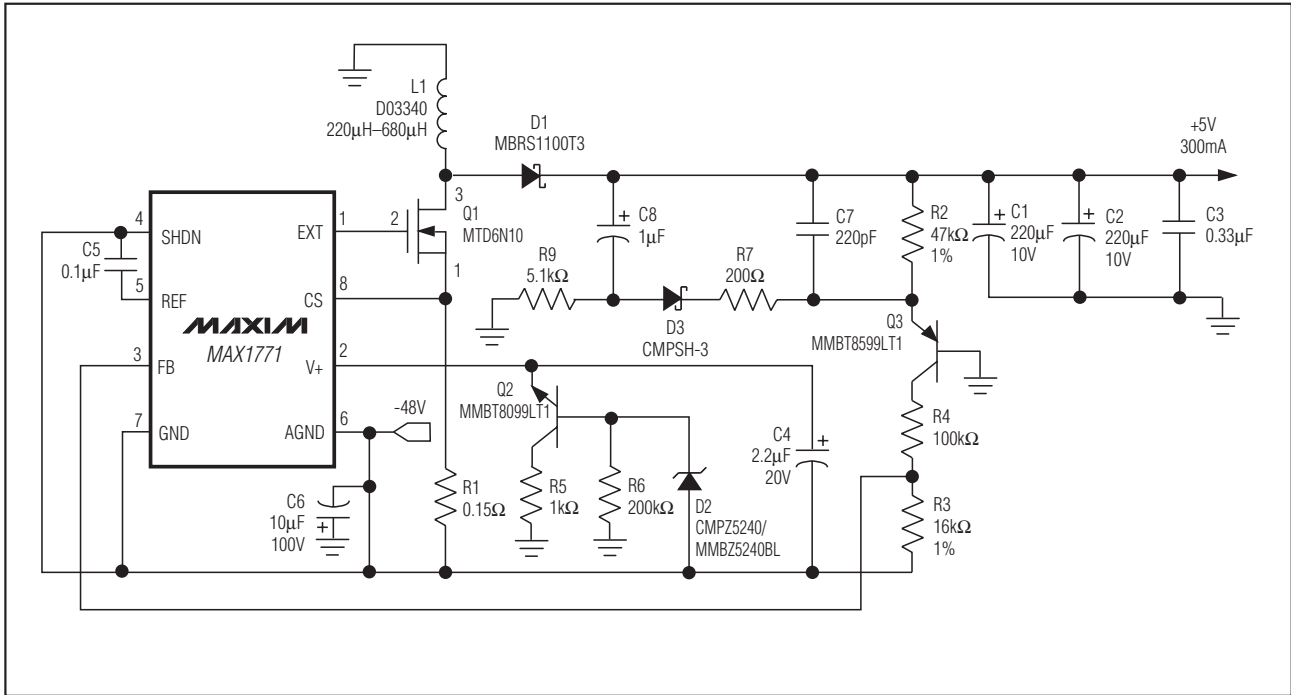 L1
D03340
220µH–680µH
D1
MBRS1100T3
+5V
300mA
4
SHDN
EXT
1
2
3
Q1
MTD6N10
1
C5
0.1µF
5
REF
CS
8
MAXIM
MAX1771
3
FB
V+
2
7
GND
AGND
6
-48V
C6
10µF
+
100V
R1
0.15Ω
C8
+
1µF
R9
5.1kΩ
D3
CMPSH-3
R7
200Ω
C7
220pF
R2
47kΩ
1%
C1
+
220µF
10V
C2
+
220µF
10V
C3
0.33µF
Q3
MMBT8599LT1
Q2
MMBT8099LT1
R5
1kΩ
R6
200kΩ
D2
CMPZ5240/
MMBZ5240BL
C4
+
2.2µF
20V
R4
100kΩ
R3
16kΩ
1%